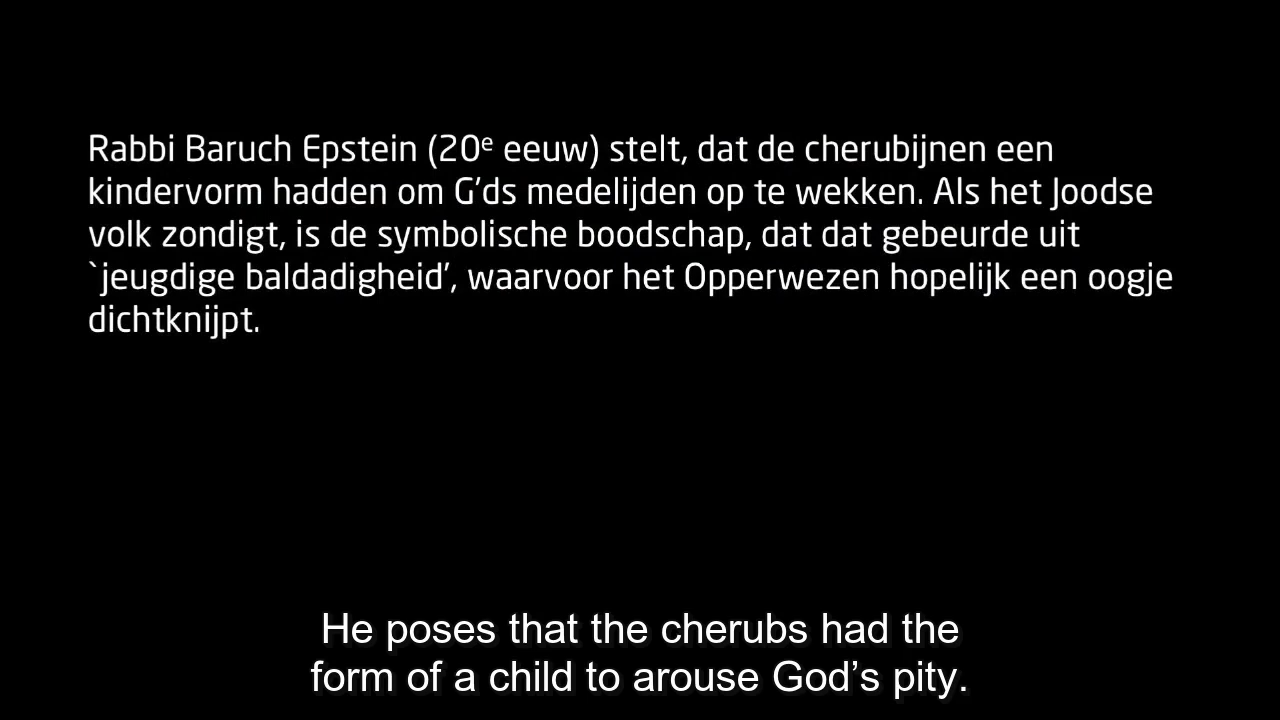 Rabbi Baruch Epstein (20ᵉ eeuw) stelt, dat de cherubijnen een
kindervorm hadden om G’ds medelijden op te wekken. Als het Joodse
volk zondigt, is de symbolische boodschap, dat dat gebeurde uit
`jeugdige baldadigheid’, waarvoor het Opperwezen hopelijk een oogje
dichtknijpt.
He poses that the cherubs had the
form of a child to arouse God’s pity.